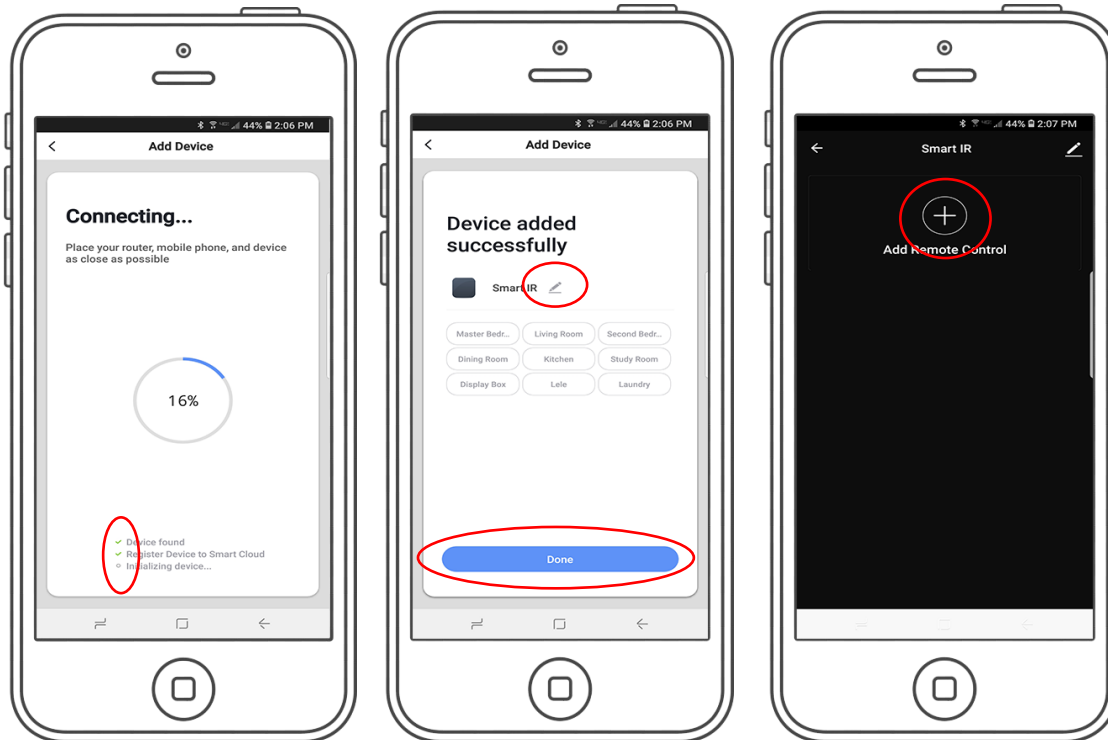 44% 2:06 PM
Add Device
Connecting...
Place your router, mobile phone, and device
as close as possible
16%
Device found
Register Device to Smart Cloud
Initializing device...
44% 2:06 PM
Add Device
Device added
successfully
Smart IR
Master Bedr... Living Room Second Bedr...
Dining Room Kitchen Study Room
Display Box Lele Laundry
Done
44% 2:07 PM
Smart IR
Add Remote Control